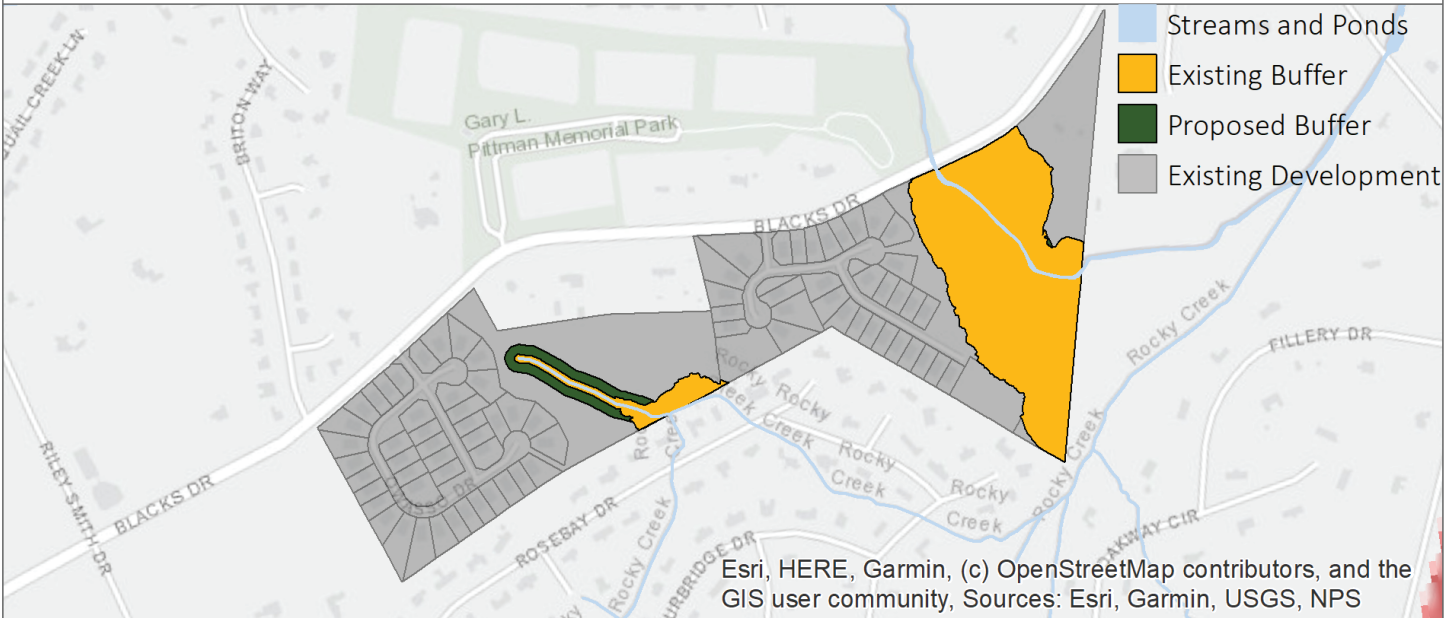 Streams and Ponds
Existing Buffer
Proposed Buffer
Existing Development
QUAIL CREEK LN
BRITON WAY
Gary L.
Pittman Memorial Park
BLACKS DR
Rocky Creek
FILLERY DR
Rocky
Creek
Rocky
Creek
Rocky
Creek
Rocky
Creek
Rocky Creek
RILEY SMITH DR
BLACKS DR
ROSEBAY DR
Rocky Creek
Esri, HERE, Garmin, (c) OpenStreetMap contributors, and the
GIS user community, Sources: Esri, Garmin, USGS, NPS